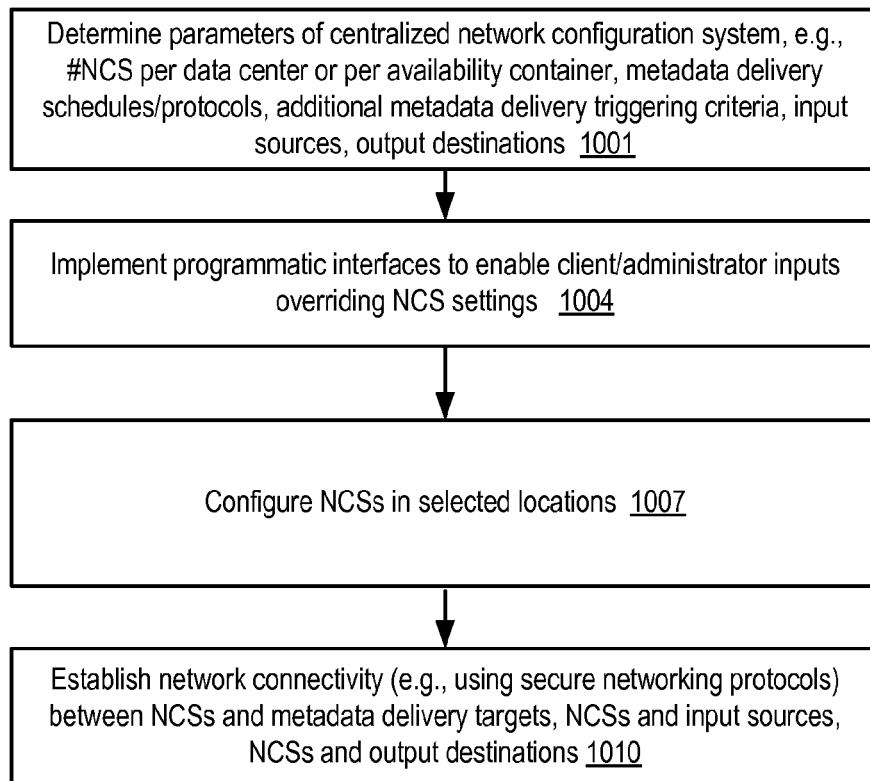 Determine parameters of centralized network configuration system, e.g.,
#NCS per data center or per availability container, metadata delivery
schedules/protocols, additional metadata delivery triggering criteria, input
sources, output destinations 1001
Implement programmatic interfaces to enable client/administrator inputs
overriding NCS settings 1004
Configure NCSs in selected locations 1007
Establish network connectivity (e.g., using secure networking protocols)
between NCSs and metadata delivery targets, NCSs and input sources,
NCSs and output destinations 1010